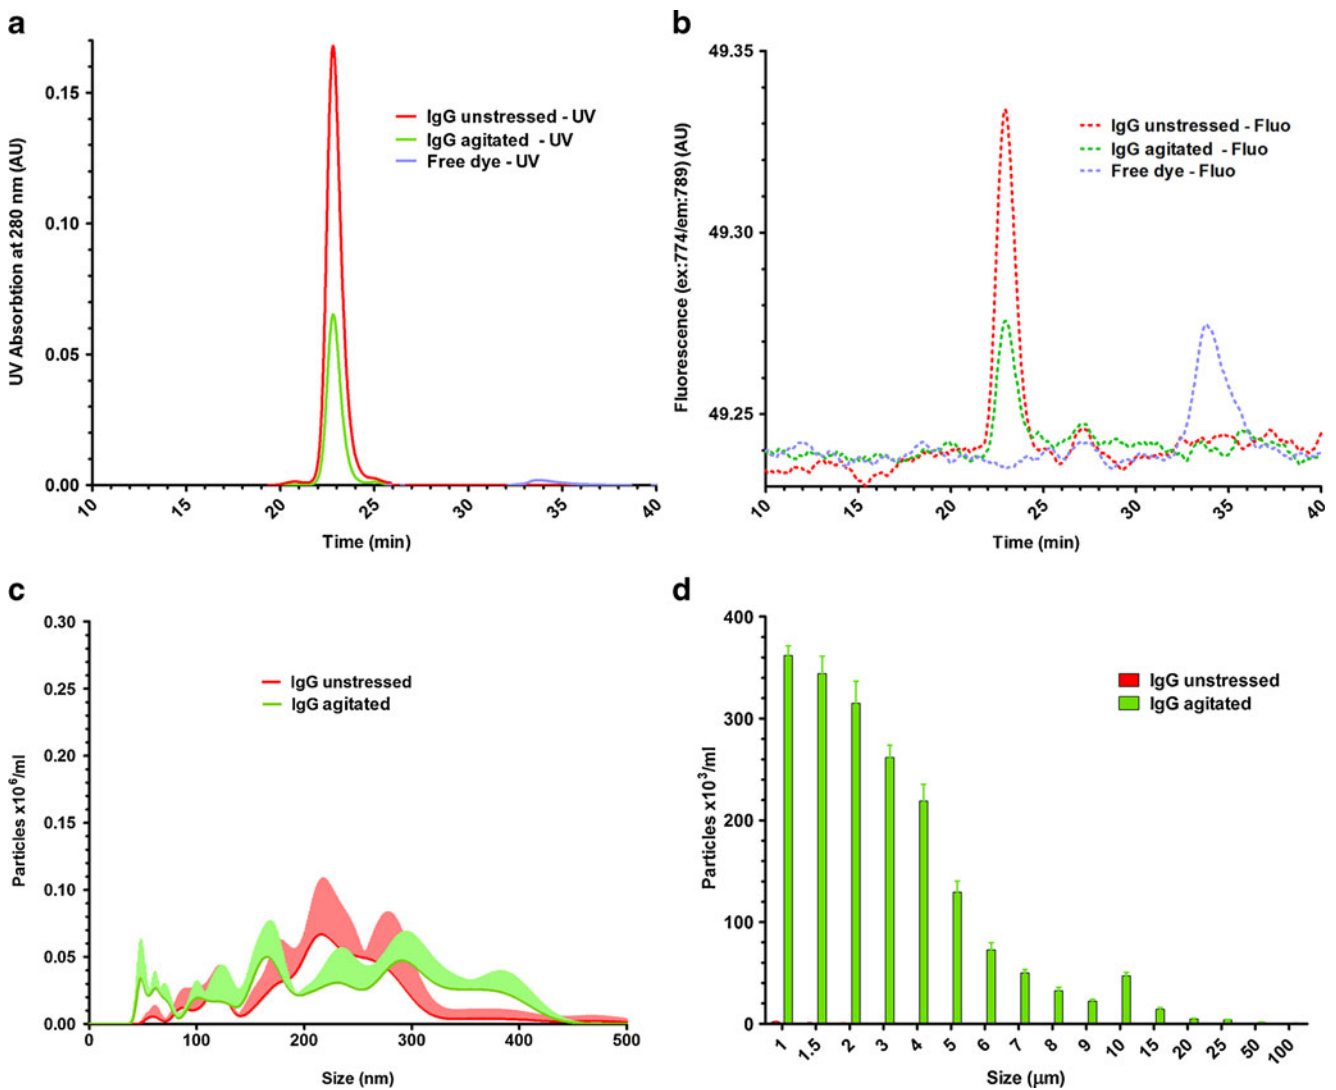 a
0.15
0.10
0.05
0.00
UV Absorbtion at 280 nm (AU)
IgG unstressed - UV
IgG agitated - UV
Free dye - UV
10 15 20 25 30 35 40
Time (min)
b
49.35
49.30
49.25
Fluorescence (ex:774/em:789) (AU)
IgG unstressed - Fluo
IgG agitated - Fluo
Free dye - Fluo
10 15 20 25 30 35 40
Time (min)
c
0.30
0.25
0.20
0.15
0.10
0.05
0.00
Particles x10⁶/ml
IgG unstressed
IgG agitated
0 100 200 300 400 500
Size (nm)
d
400
300
200
100
0
Particles x10³/ml
IgG unstressed
IgG agitated
1 1.5 2 3 4 5 6 7 8 9 10 15 20 25 50 100
Size (µm)